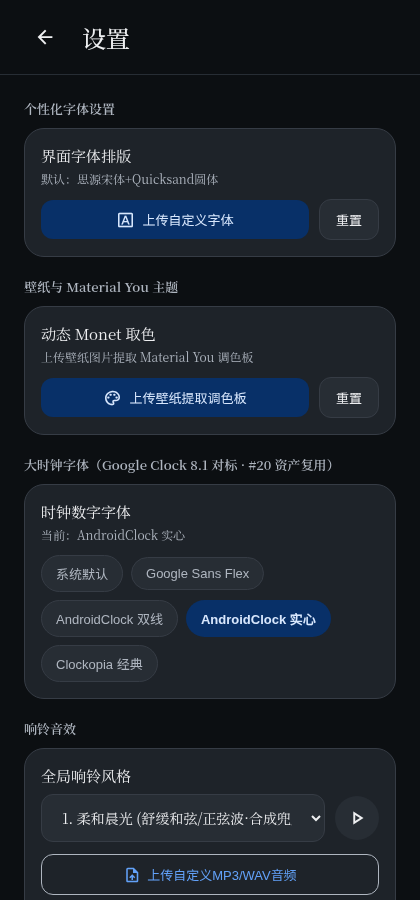 设置
个性化字体设置
界面字体排版
默认：思源宋体+Quicksand圆体
上传自定义字体
重置
壁纸与 Material You 主题
动态 Monet 取色
上传壁纸图片提取 Material You 调色板
上传壁纸提取调色板
重置
大时钟字体（Google Clock 8.1 对标 · #20 资产复用）
时钟数字字体
当前：AndroidClock 实心
系统默认
Google Sans Flex
AndroidClock 双线
AndroidClock 实心
Clockopia 经典
响铃音效
全局响铃风格
1. 柔和晨光 (舒缓和弦/正弦波·合成兜
上传自定义MP3/WAV音频